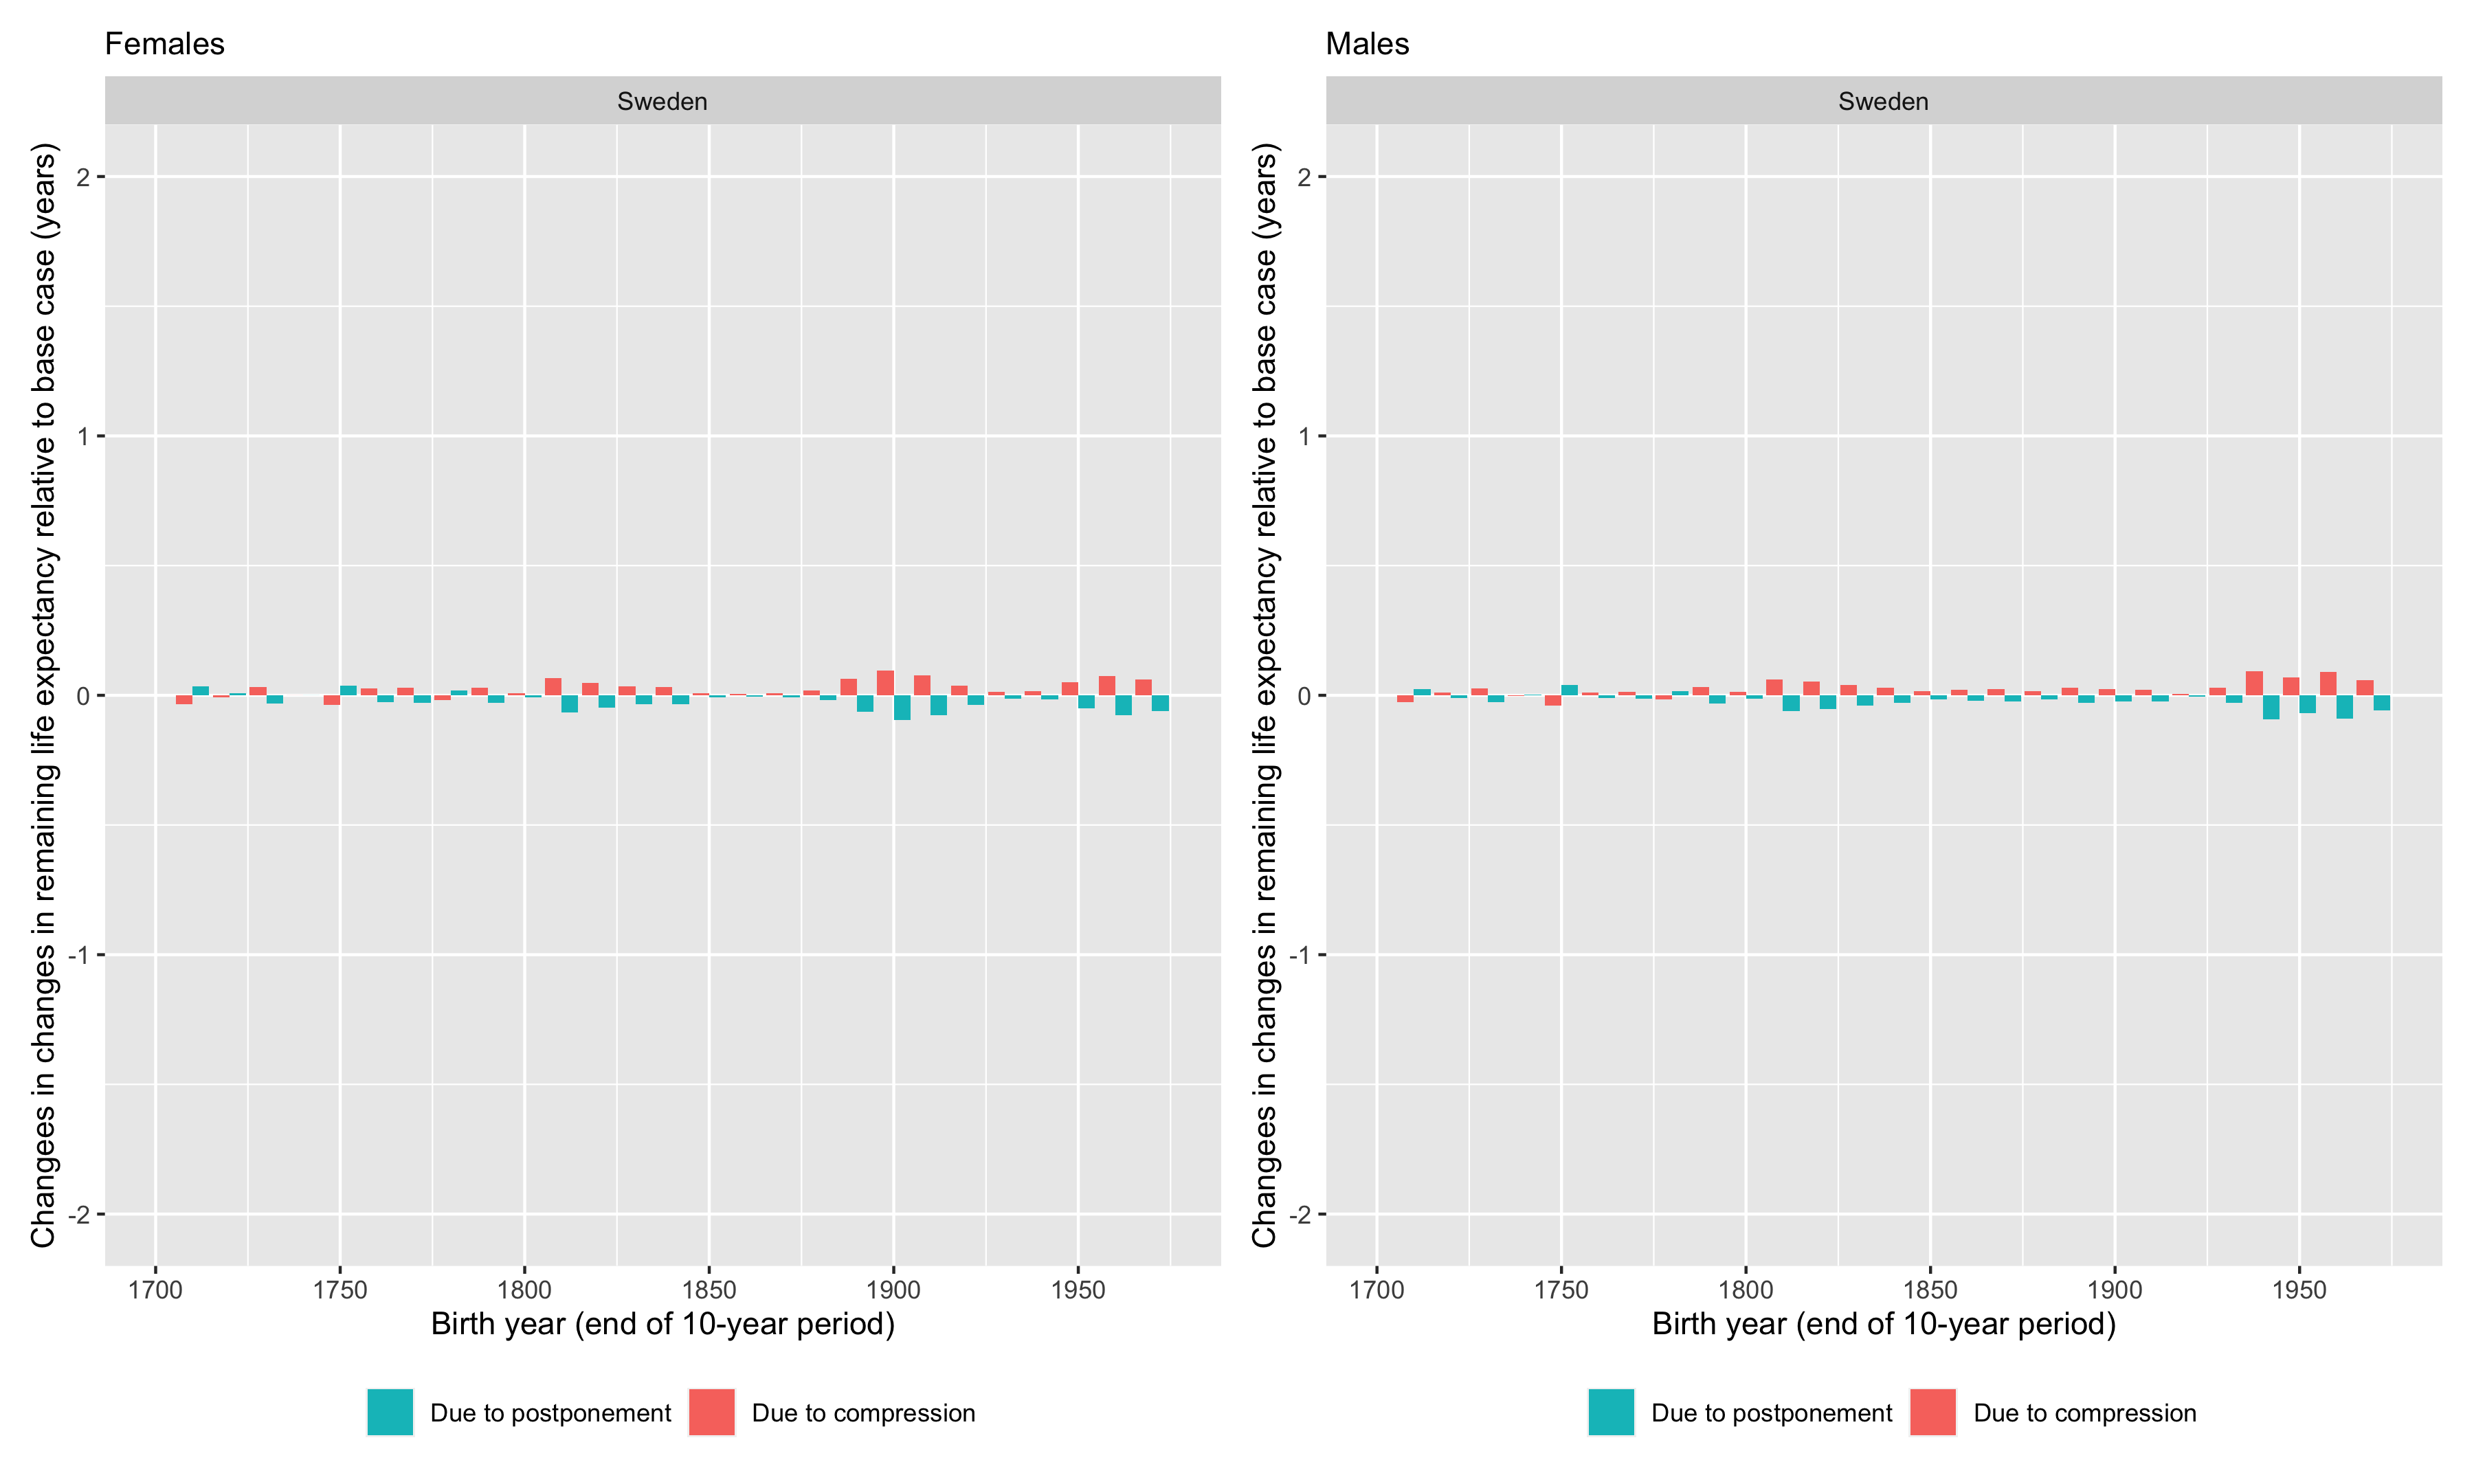 Females
Sweden
Changees in changes in remaining life expectancy relative to base case (years)
2
1
0
-1
-2
1700 1750 1800 1850 1900 1950
Birth year (end of 10-year period)
Due to postponement Due to compression
Males
Sweden
Changees in changes in remaining life expectancy relative to base case (years)
2
1
0
-1
-2
1700 1750 1800 1850 1900 1950
Birth year (end of 10-year period)
Due to postponement Due to compression